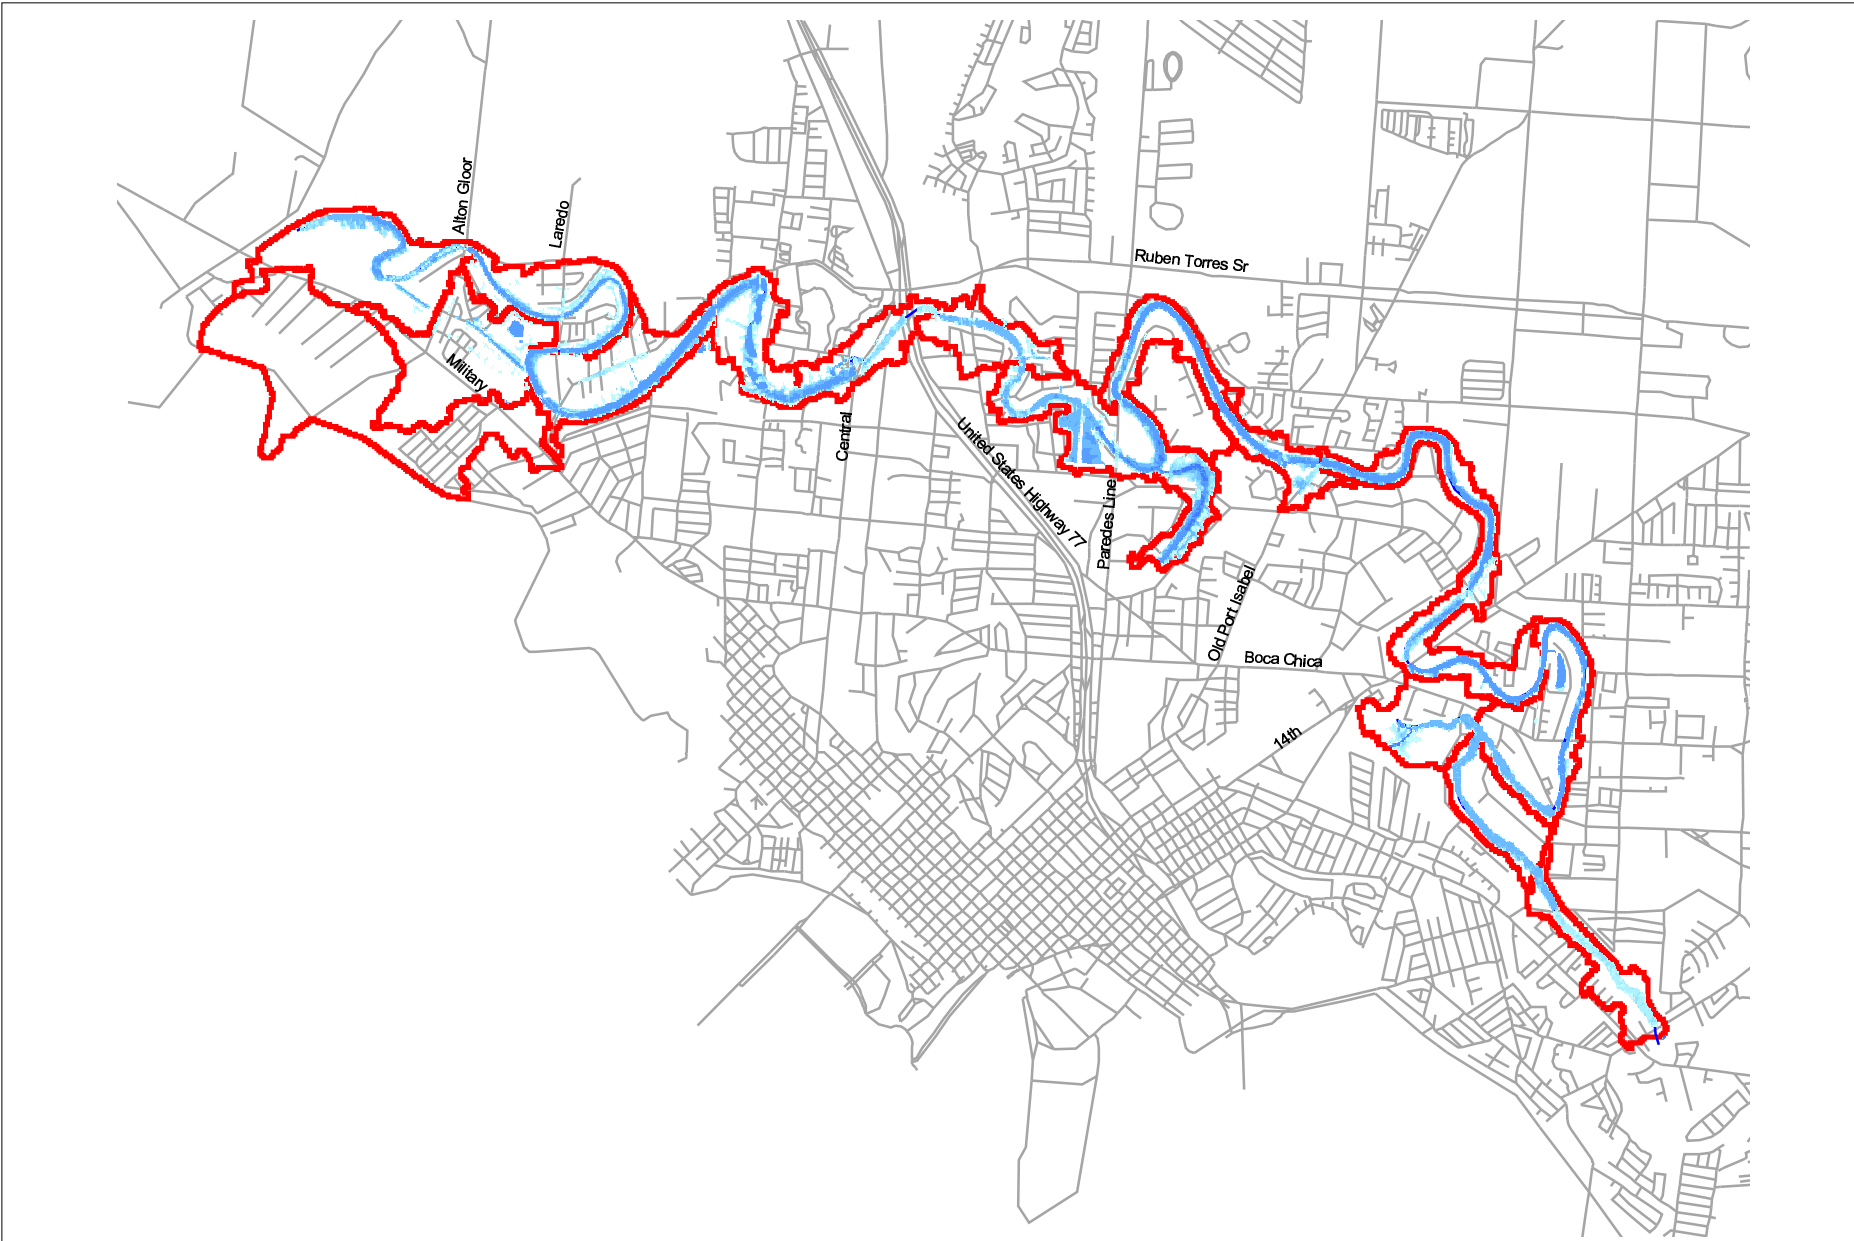 Alton Gloor
Laredo
Ruben Torres Sr
Military
Central
United States Highway 77
Paredes Line
Old Port Isabel
Boca Chica
14th